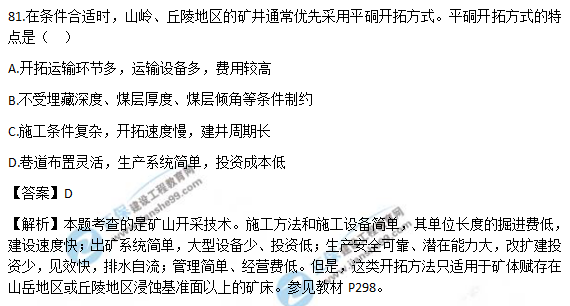 81.在条件合适时，山岭、丘陵地区的矿井通常优先采用平硐开拓方式。平硐开拓方式的特
点是（ ）
A.开拓运输环节多，运输设备多，费用较高
B.不受埋藏深度、煤层厚度、煤层倾角等条件制约
C.施工条件复杂，开拓速度慢，建井周期长
D.巷道布置灵活，生产系统简单，投资成本低
【答案】D
【解析】本题考查的是矿山开采技术。施工方法和施工设备简单，其单位长度的掘进费低，
建设速度快；出矿系统简单，大型设备少、投资低；生产安全可靠、潜在能力大，改扩建投
资少，见效快，排水自流；管理简单、经营费低。但是，这类开拓方法只适用于矿体赋存在
山岳地区或丘陵地区浸蚀基准面以上的矿床。参见教材 P298。
建设工程教育网